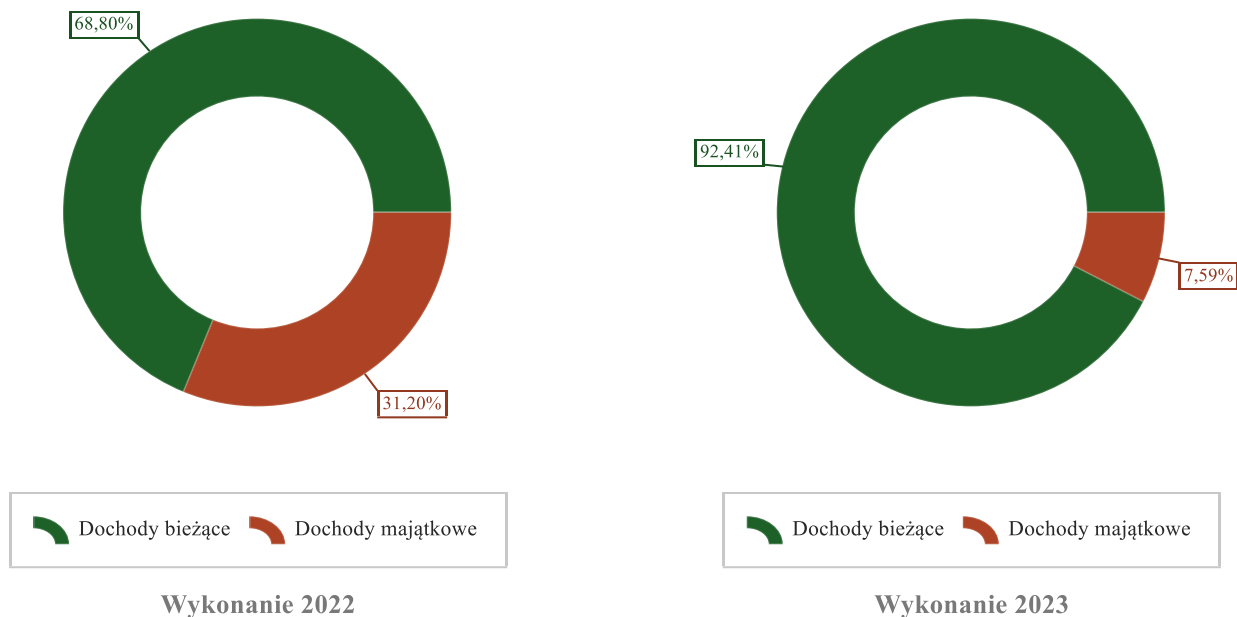 68,80%
31,20%
Dochody bieżące Dochody majątkowe
Wykonanie 2022
92,41%
7,59%
Dochody bieżące Dochody majątkowe
Wykonanie 2023